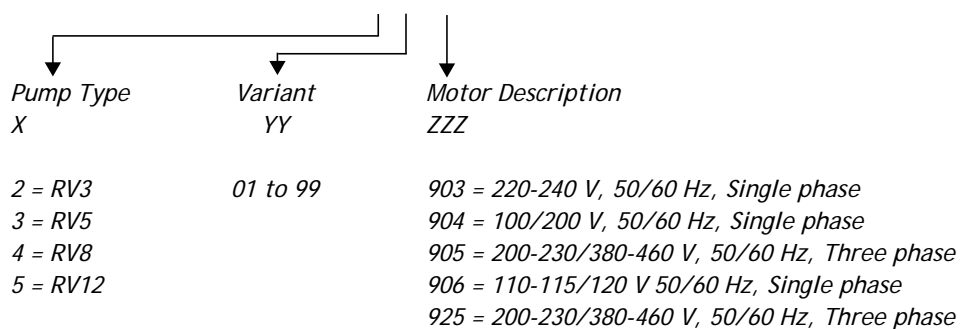 Pump Type Variant Motor Description
X YY ZZZ
2 = RV3 01 to 99 903 = 220-240 V, 50/60 Hz, Single phase
3 = RV5 904 = 100/200 V, 50/60 Hz, Single phase
4 = RV8 905 = 200-230/380-460 V, 50/60 Hz, Three phase
5 = RV12 906 = 110-115/120 V 50/60 Hz, Single phase
925 = 200-230/380-460 V, 50/60 Hz, Three phase